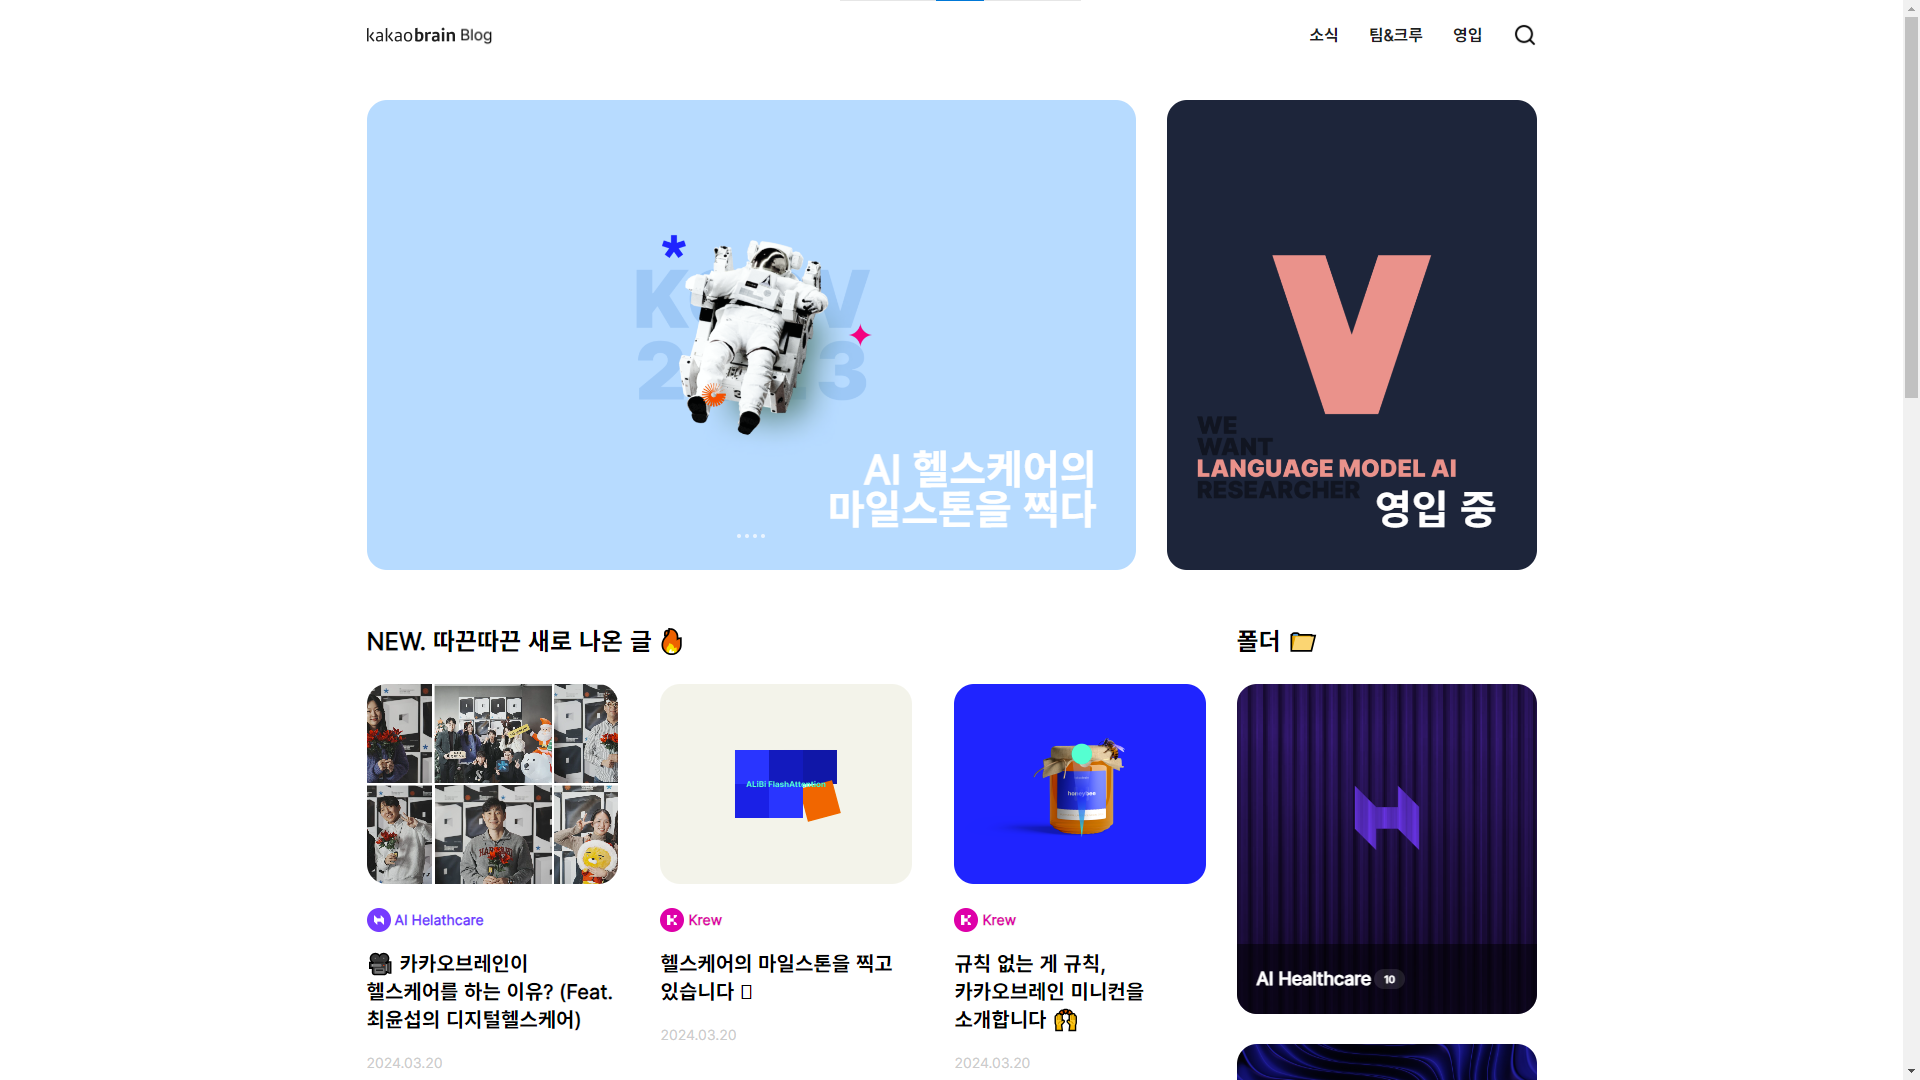 kakaobrain Blog
소식
팀&크루
영입
AI 헬스케어의
마일스톤을 찍다
WE
WANT
LANGUAGE MODEL AI
RESEARCHER
영입 중
NEW. 따끈따끈 새로 나온 글 🔥
폴더 📁
ALiBi FlashAttention
honeybee
AI Helathcare
🎥 카카오브레인이
헬스케어를 하는 이유? (Feat.
최윤섭의 디지털헬스케어)
2024.03.20
Krew
헬스케어의 마일스톤을 찍고
있습니다
2024.03.20
Krew
규칙 없는 게 규칙,
카카오브레인 미니컨을
소개합니다 🙌
2024.03.20
AI Healthcare 10